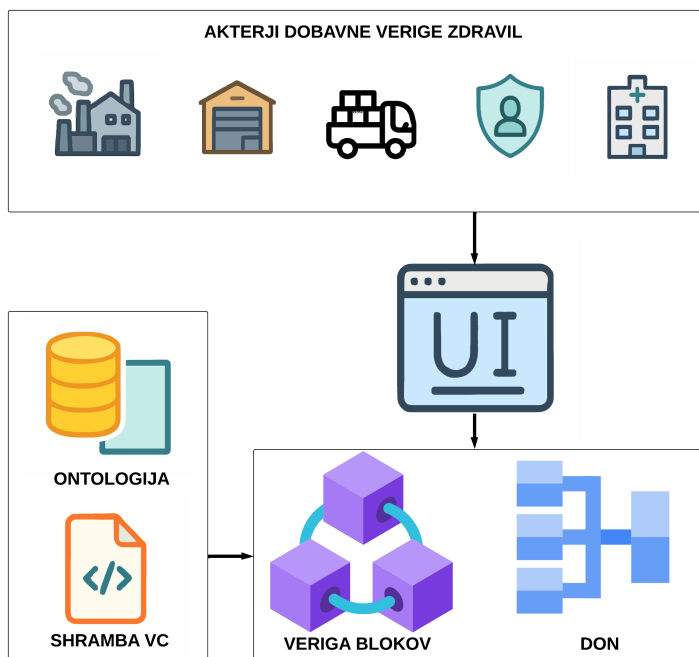 AKTERJI DOBAVNE VERIGE ZDRAVIL
UI
ONTOLOGIJA
</>
SHRAMBA VC
VERIGA BLOKOV
DON